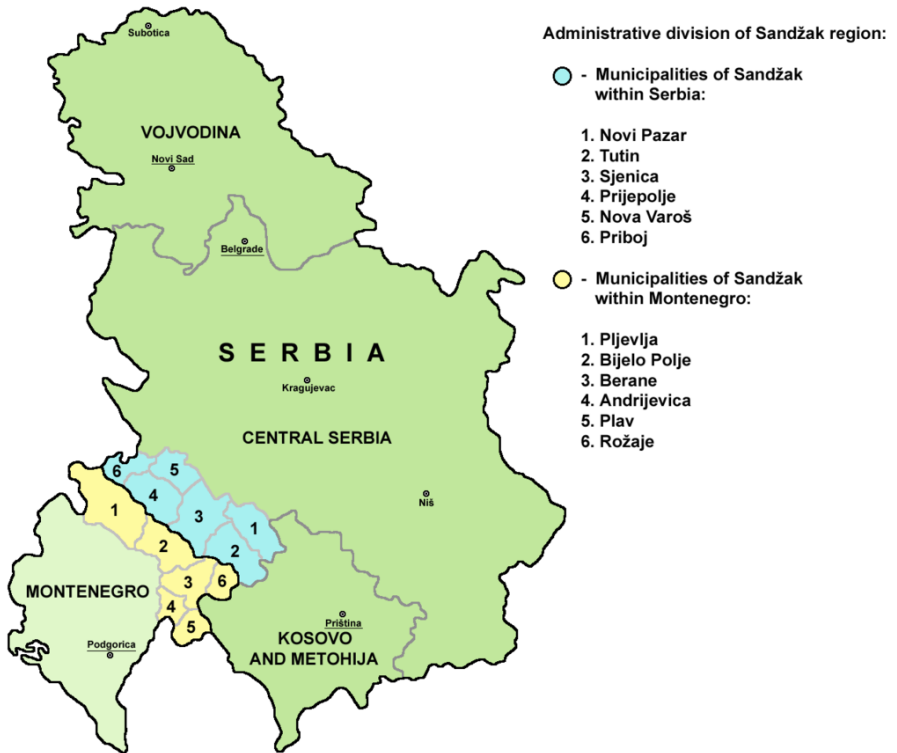 Subotica
VOJVODINA
Novi Sad
Belgrade
S E R B I A
Kragujevac
CENTRAL SERBIA
6
5
4
3
1
2
Niš
1
2
3
6
4
5
MONTENEGRO
Podgorica
Priština
KOSOVO
AND METOHIJA
Administrative division of Sandžak region:
- Municipalities of Sandžak
within Serbia:
1. Novi Pazar
2. Tutin
3. Sjenica
4. Prijepolje
5. Nova Varoš
6. Priboj
- Municipalities of Sandžak
within Montenegro:
1. Pljevlja
2. Bijelo Polje
3. Berane
4. Andrijevica
5. Plav
6. Rožaje